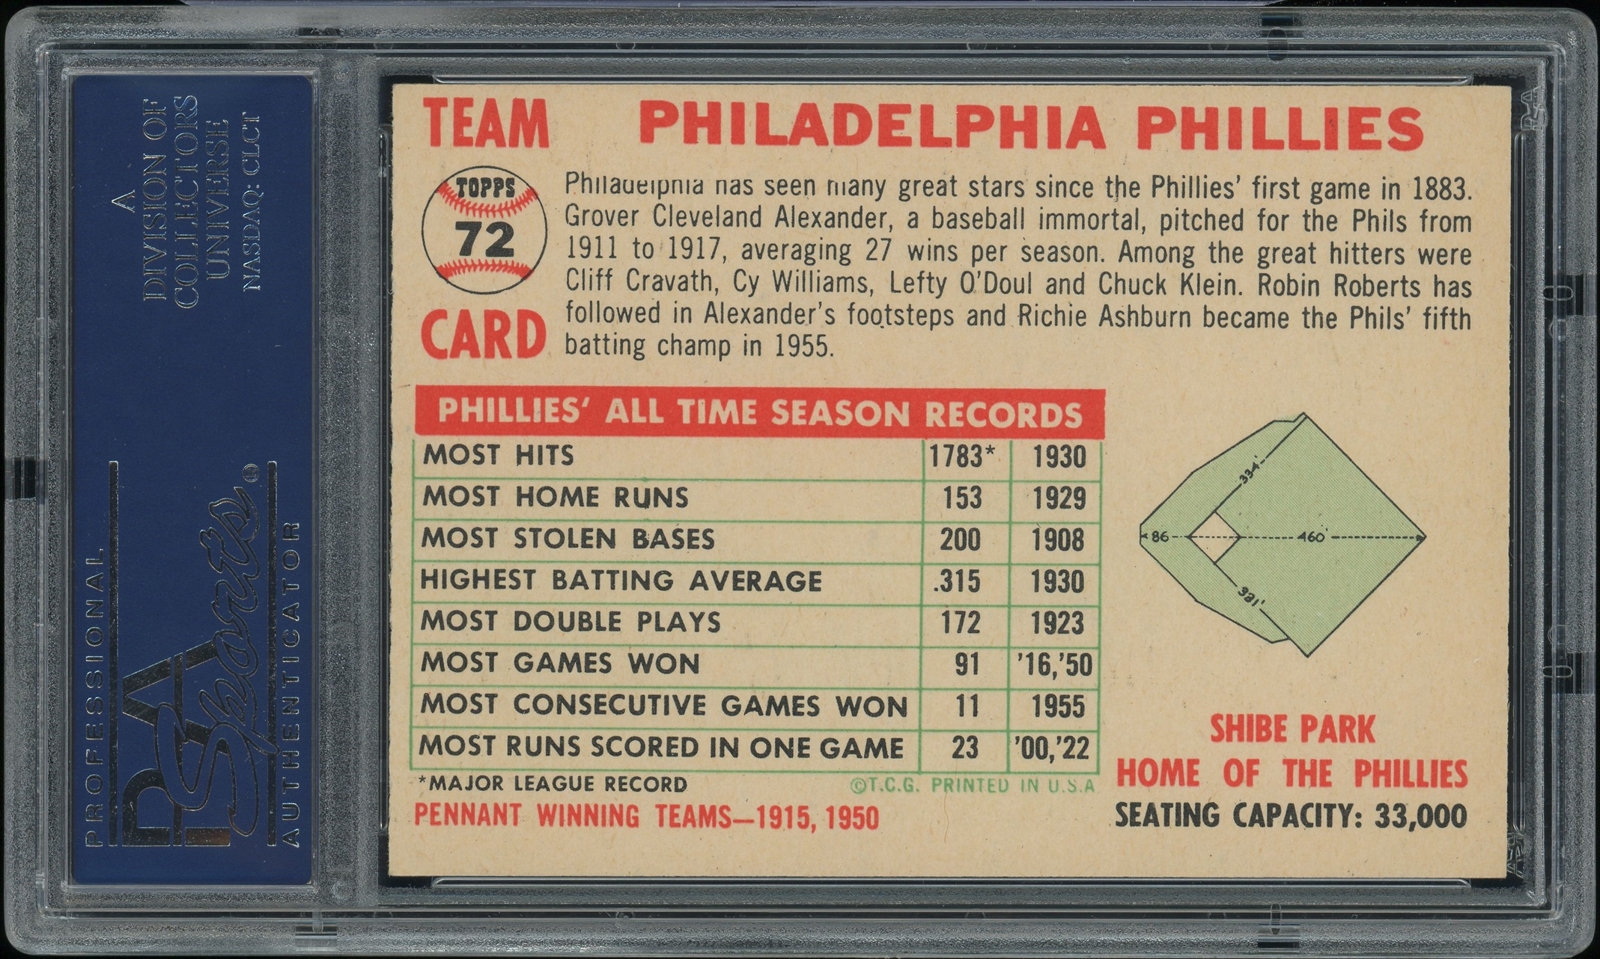 A
DIVISION OF
COLLECTORS
UNIVERSE
NASDAQ: CLCT
PROFESSIONAL
PSA
Sports®
AUTHENTICATOR
TEAM
CARD
TOPPS
72
PHILADELPHIA PHILLIES
Philadelphia has seen many great stars since the Phillies' first game in 1883.
Grover Cleveland Alexander, a baseball immortal, pitched for the Phils from
1911 to 1917, averaging 27 wins per season. Among the great hitters were
Cliff Cravath, Cy Williams, Lefty O'Doul and Chuck Klein. Robin Roberts has
followed in Alexander's footsteps and Richie Ashburn became the Phils' fifth
batting champ in 1955.
PHILLIES' ALL TIME SEASON RECORDS
MOST HITS 1783* 1930
MOST HOME RUNS 153 1929
MOST STOLEN BASES 200 1908
HIGHEST BATTING AVERAGE .315 1930
MOST DOUBLE PLAYS 172 1923
MOST GAMES WON 91 '16,'50
MOST CONSECUTIVE GAMES WON 11 1955
MOST RUNS SCORED IN ONE GAME 23 '00,'22
*MAJOR LEAGUE RECORD
©T.C.G. PRINTED IN U.S.A
PENNANT WINNING TEAMS—1915, 1950
334'
86
460'
331'
SHIBE PARK
HOME OF THE PHILLIES
SEATING CAPACITY: 33,000